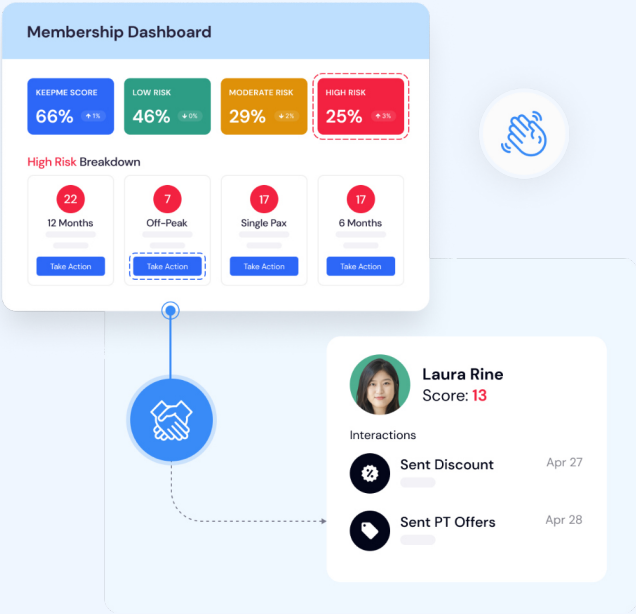 Membership Dashboard
KEEPME SCORE
66% 1%
LOW RISK
46% 0%
MODERATE RISK
29% 2%
HIGH RISK
25% 3%
High Risk Breakdown
22
12 Months
Take Action
7
Off-Peak
Take Action
17
Single Pax
Take Action
17
6 Months
Take Action
Laura Rine
Score: 13
Interactions
Sent Discount Apr 27
Sent PT Offers Apr 28